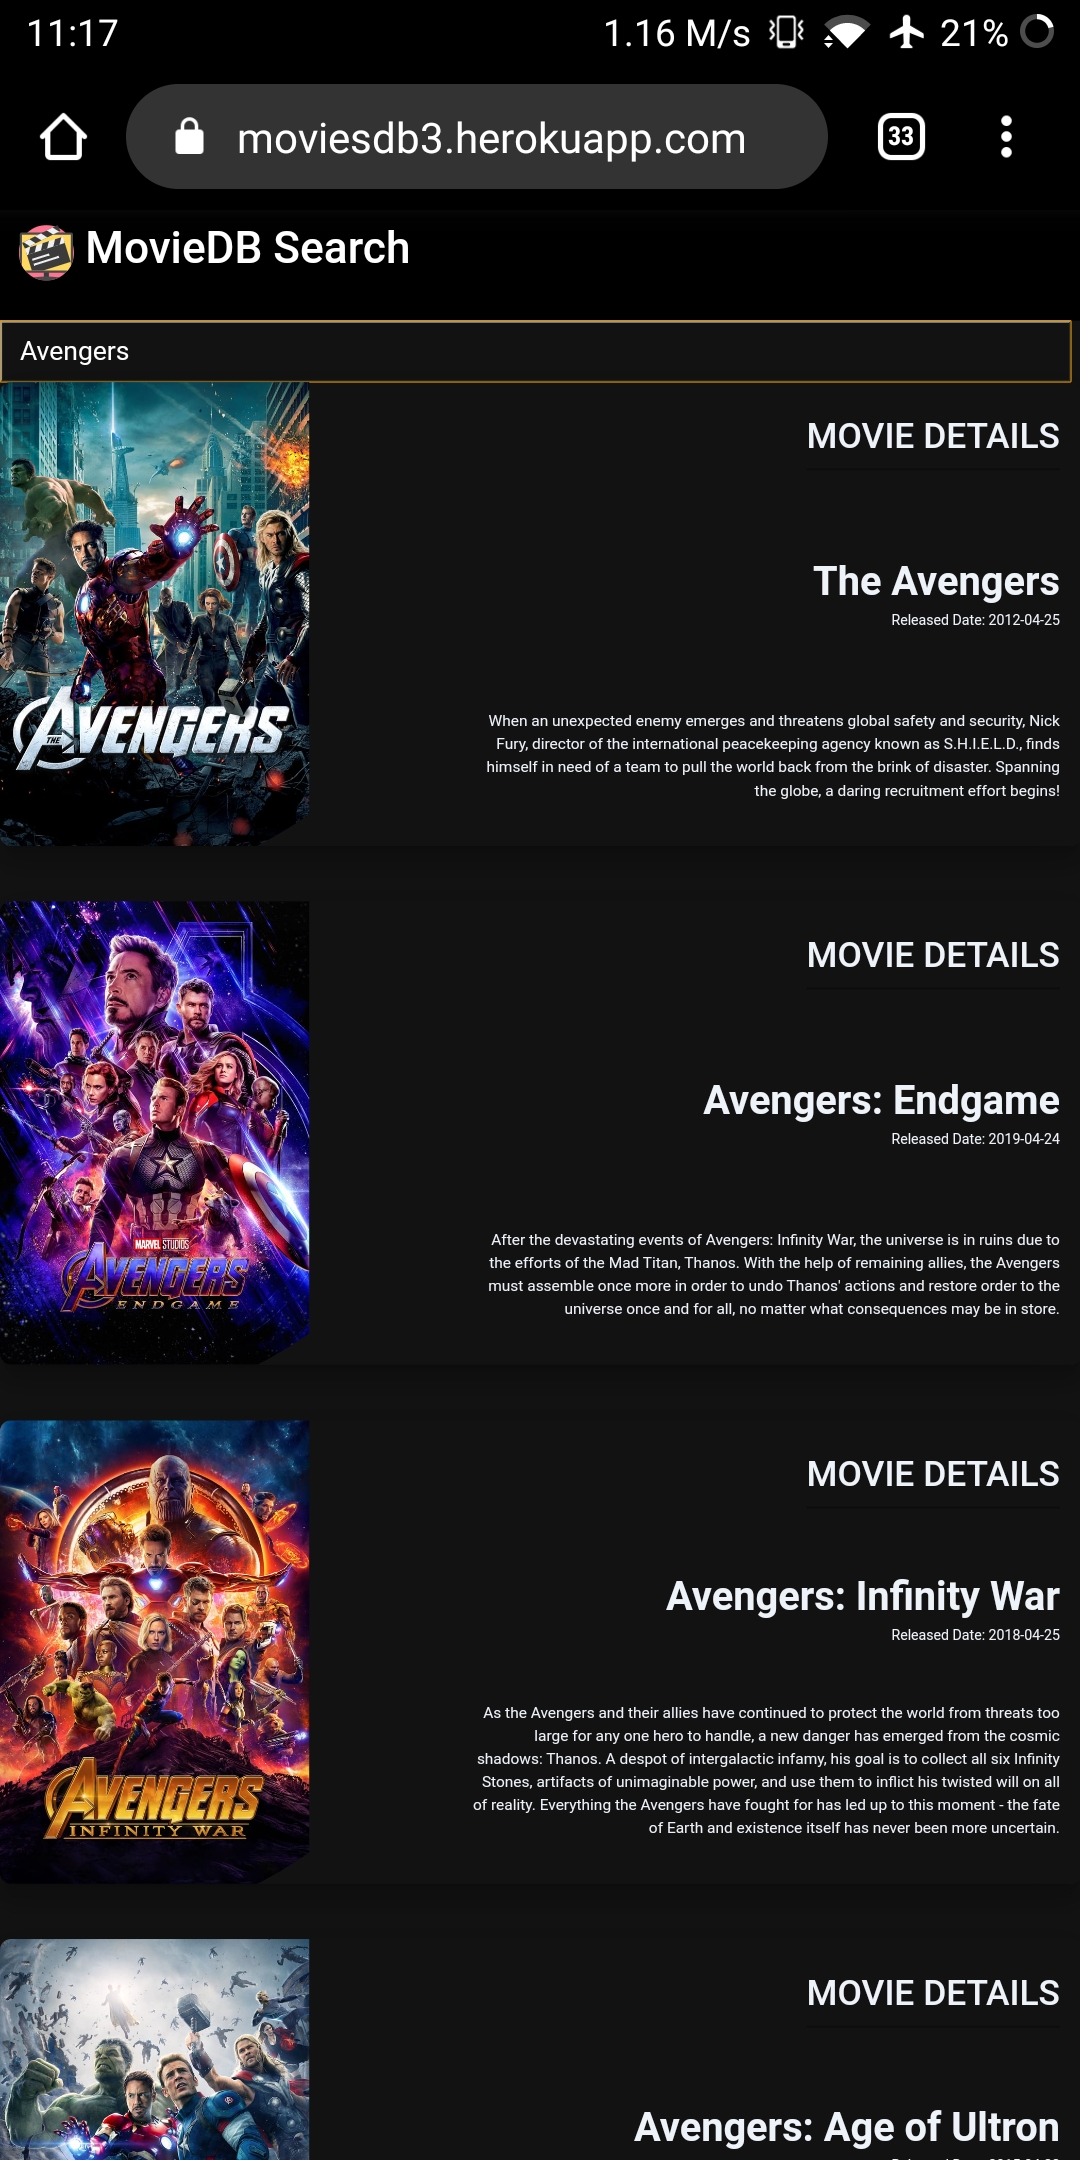 11:17
1.16 M/s
21%
moviesdb3.herokuapp.com
33
MovieDB Search
Avengers
THE AVENGERS
MOVIE DETAILS
The Avengers
Released Date: 2012-04-25
When an unexpected enemy emerges and threatens global safety and security, Nick
Fury, director of the international peacekeeping agency known as S.H.I.E.L.D., finds
himself in need of a team to pull the world back from the brink of disaster. Spanning
the globe, a daring recruitment effort begins!
MARVEL STUDIOS
AVENGERS
ENDGAME
MOVIE DETAILS
Avengers: Endgame
Released Date: 2019-04-24
After the devastating events of Avengers: Infinity War, the universe is in ruins due to
the efforts of the Mad Titan, Thanos. With the help of remaining allies, the Avengers
must assemble once more in order to undo Thanos' actions and restore order to the
universe once and for all, no matter what consequences may be in store.
AVENGERS
INFINITY WAR
MOVIE DETAILS
Avengers: Infinity War
Released Date: 2018-04-25
As the Avengers and their allies have continued to protect the world from threats too
large for any one hero to handle, a new danger has emerged from the cosmic
shadows: Thanos. A despot of intergalactic infamy, his goal is to collect all six Infinity
Stones, artifacts of unimaginable power, and use them to inflict his twisted will on all
of reality. Everything the Avengers have fought for has led up to this moment - the fate
of Earth and existence itself has never been more uncertain.
MOVIE DETAILS
Avengers: Age of Ultron